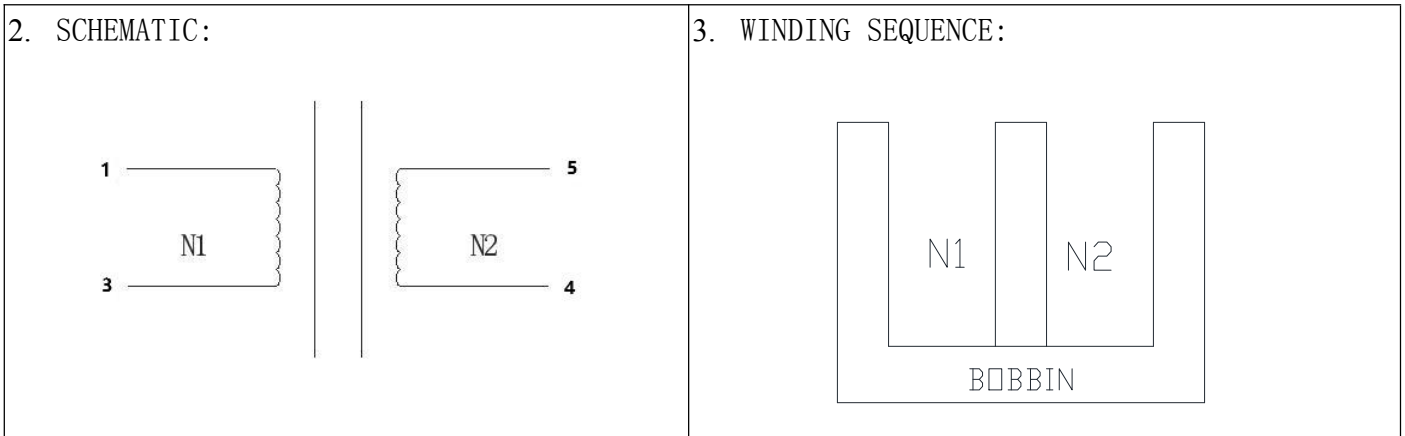 2. SCHEMATIC:
1
5
N1
N2
3
4
3. WINDING SEQUENCE:
N1
N2
BOBBIN